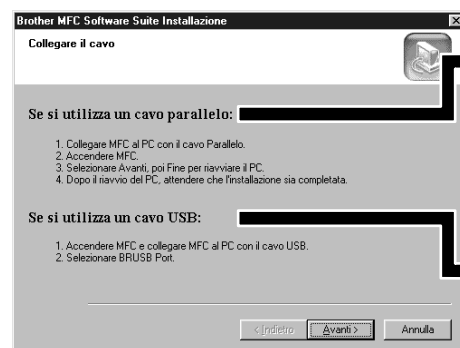 Brother MFC Software Suite Installazione
Collegare il cavo
Se si utilizza un cavo parallelo:
1. Collegare MFC al PC con il cavo Parallelo.
2. Accendere MFC.
3. Selezionare Avanti, poi Fine per riavviare il PC.
4. Dopo il riavvio del PC, attendere che l'installazione sia completata.
Se si utilizza un cavo USB:
1. Accendere MFC e collegare MFC al PC con il cavo USB.
2. Selezionare BRUSB Port.
< Indietro Avanti > Annulla